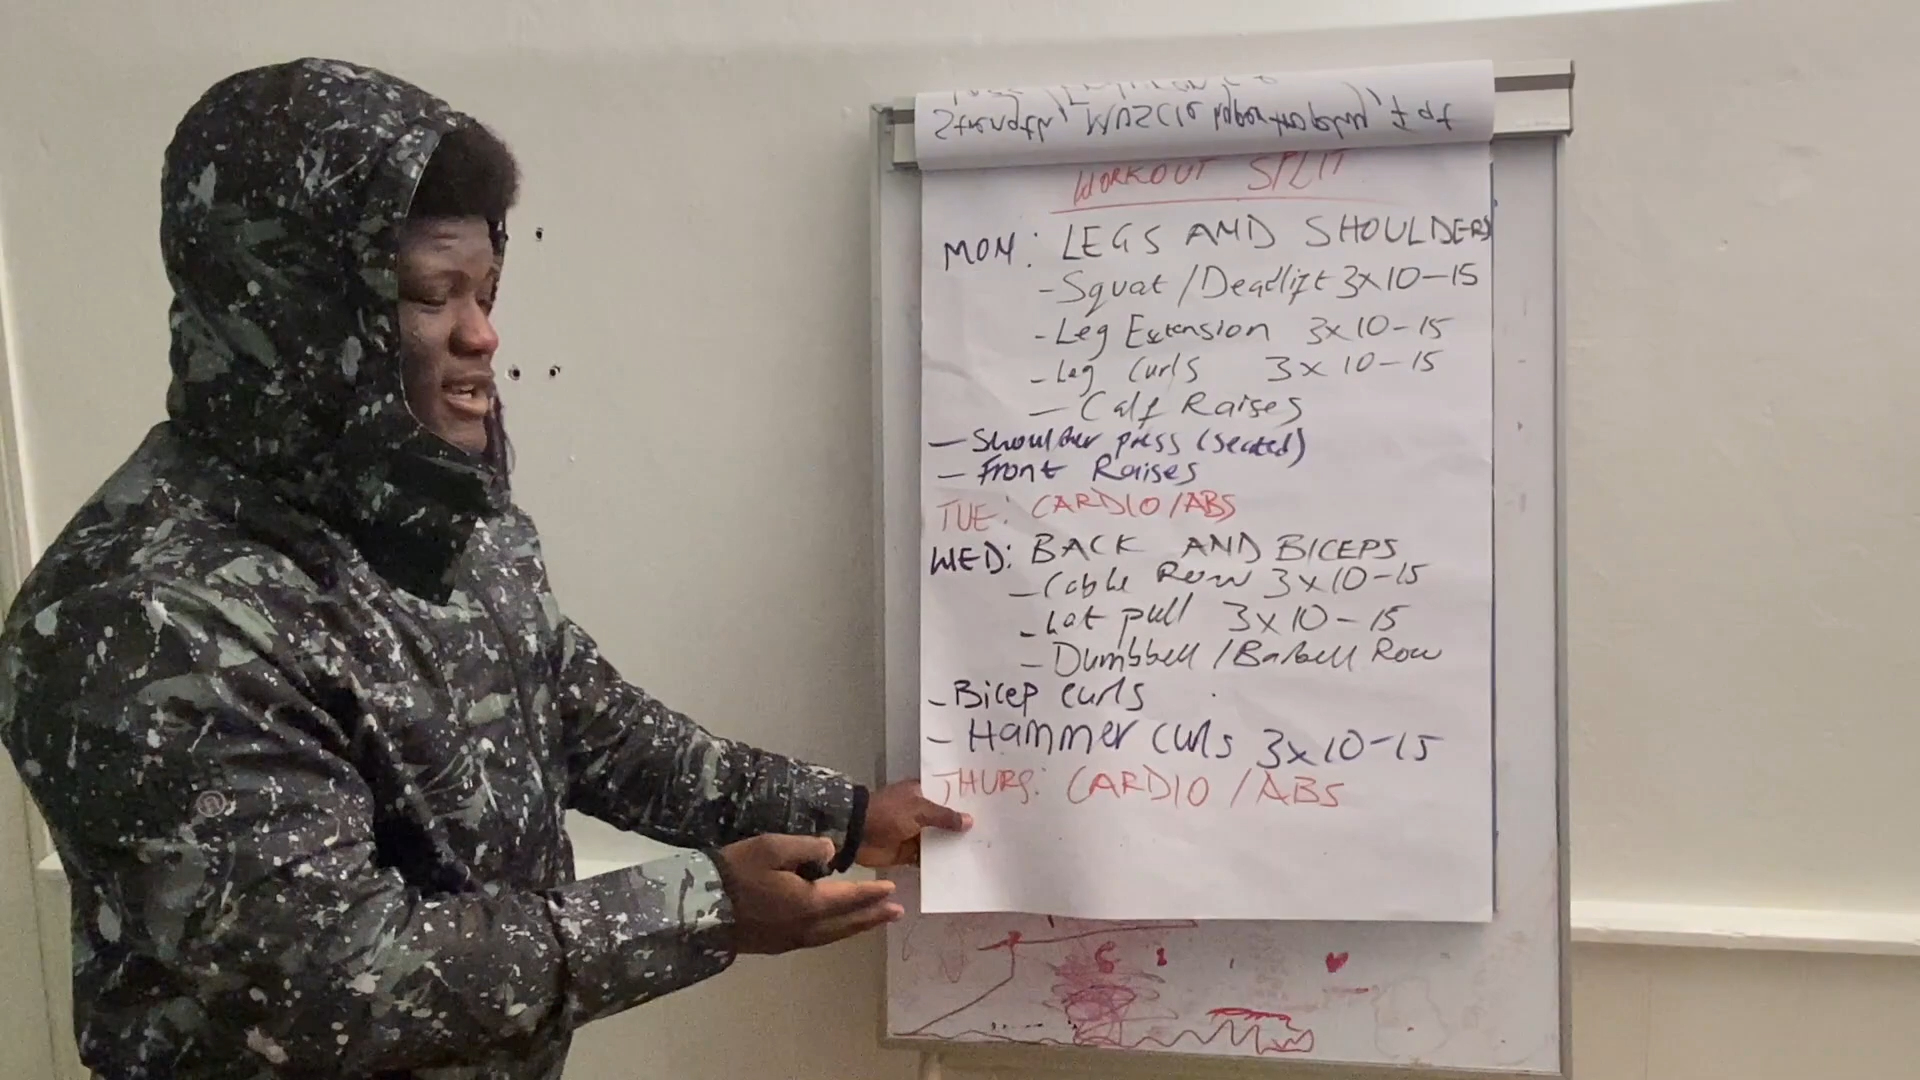 Strength,
WORKOUT SPLIT
MON: LEGS AND SHOULDERS
- Squat / Deadlift 3x10-15
- Leg Extension 3x10-15
- Leg Curls 3x10-15
- Calf Raises
- Shoulder press (seated)
- Front Raises
TUE: CARDIO/ABS
WED: BACK AND BICEPS
- Cable Row 3x10-15
- Lat pull 3x10-15
- Dumbbell / Barbell Row
- Bicep curls
- Hammer curls 3x10-15
THURS: CARDIO / ABS